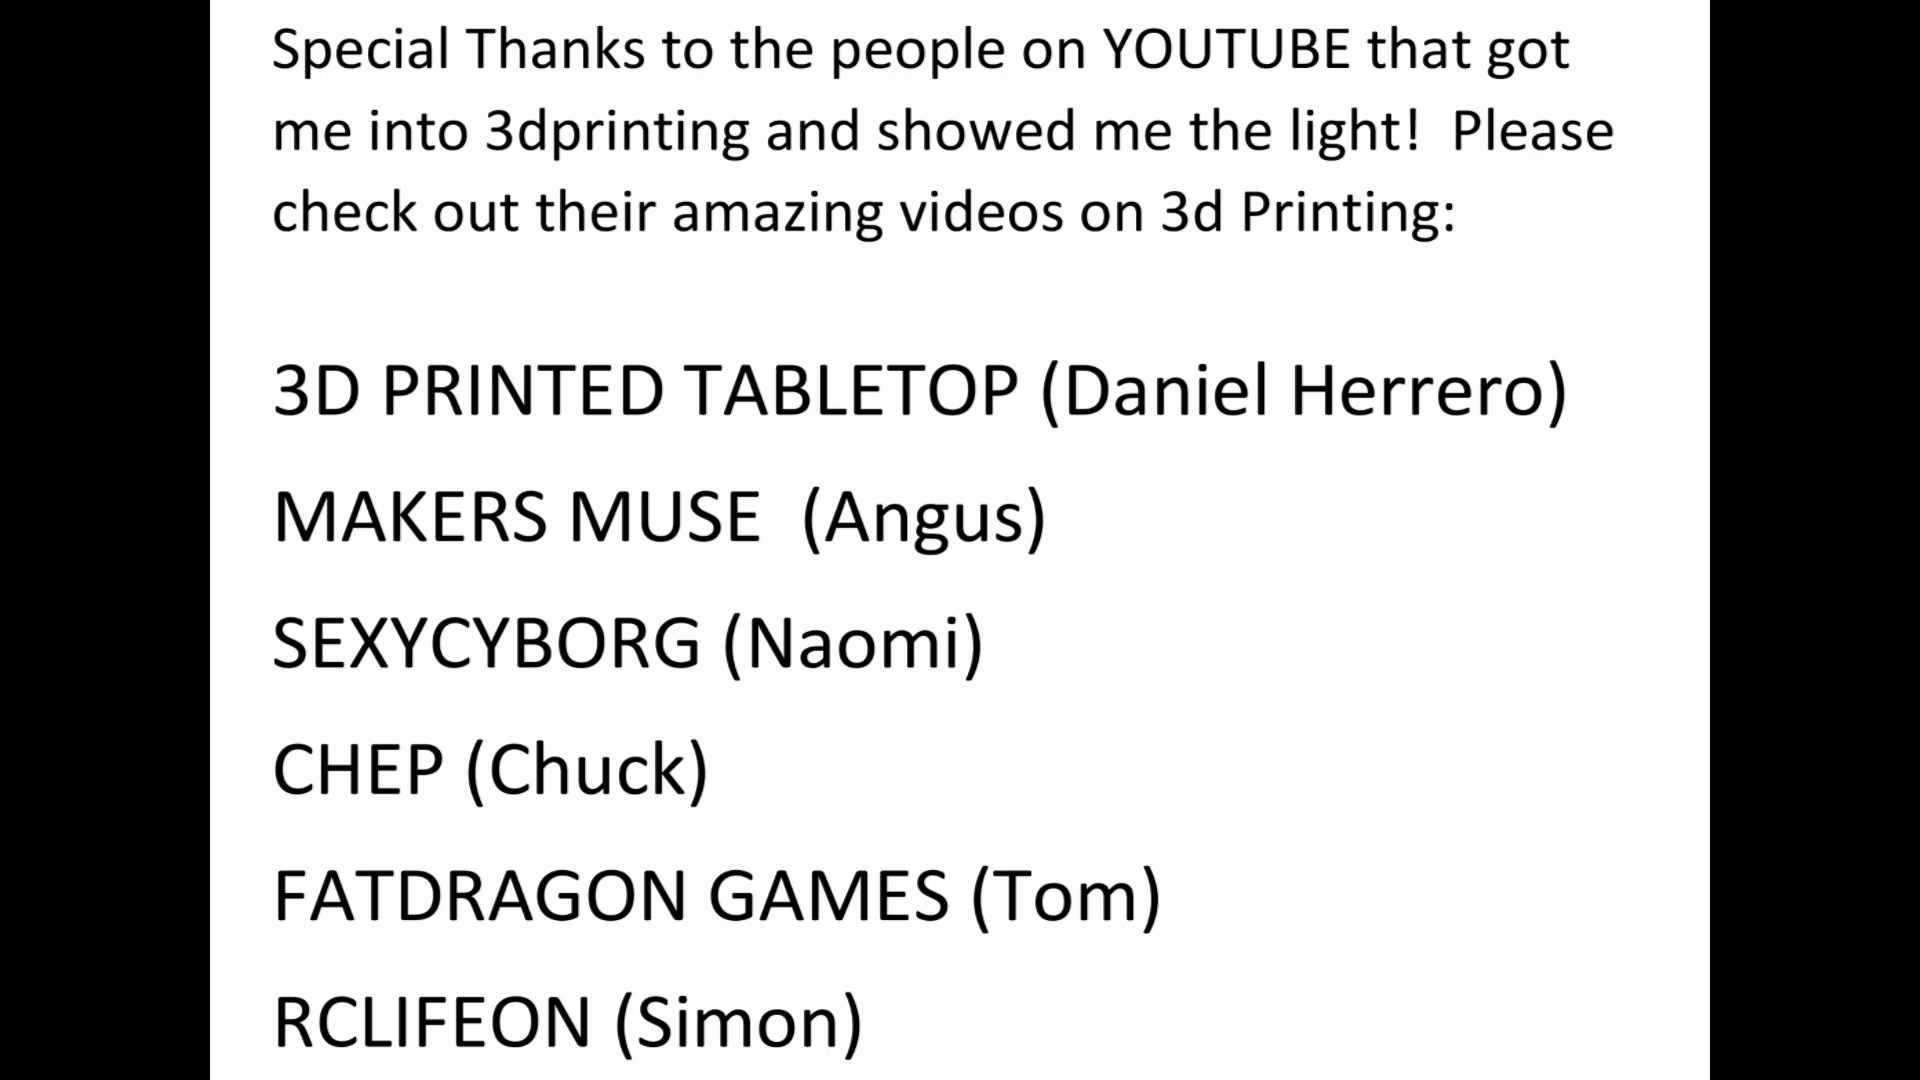 Special Thanks to the people on YOUTUBE that got
me into 3dprinting and showed me the light!  Please
check out their amazing videos on 3d Printing:
3D PRINTED TABLETOP (Daniel Herrero)
MAKERS MUSE  (Angus)
SEXYCYBORG (Naomi)
CHEP (Chuck)
FATDRAGON GAMES (Tom)
RCLIFEON (Simon)